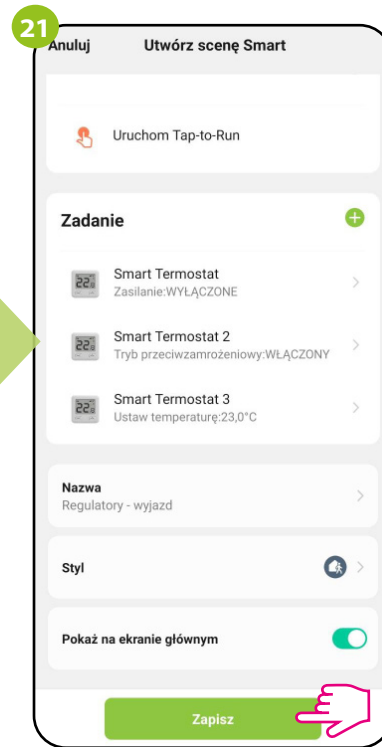 21
Anuluj Utwórz scenę Smart
Uruchom Tap-to-Run
Zadanie
Smart Termostat
Zasilanie:WYŁĄCZONE
Smart Termostat 2
Tryb przeciwzamrożeniowy:WŁĄCZONY
Smart Termostat 3
Ustaw temperaturę:23,0°C
Nazwa
Regulatory - wyjazd
Styl
Pokaż na ekranie głównym
Zapisz